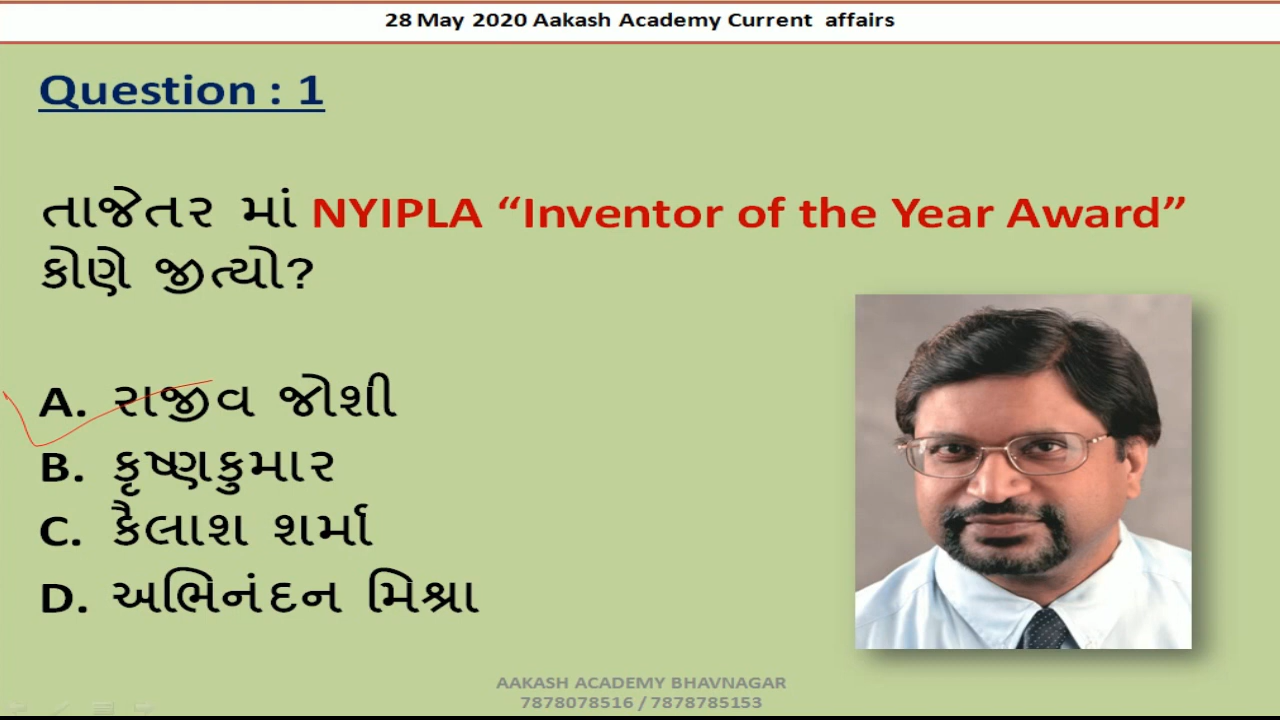 28 May 2020 Aakash Academy Current affairs
Question : 1
તાજેતર માં NYIPLA “Inventor of the Year Award”
કોણે જીત્યો?
A. રાજીવ જોશી
B. કૃષ્ણકુમાર
C. કૈલાશ શર્મા
D. અભિનંદન મિશ્રા
AAKASH ACADEMY BHAVNAGAR
7878078516 / 7878785153